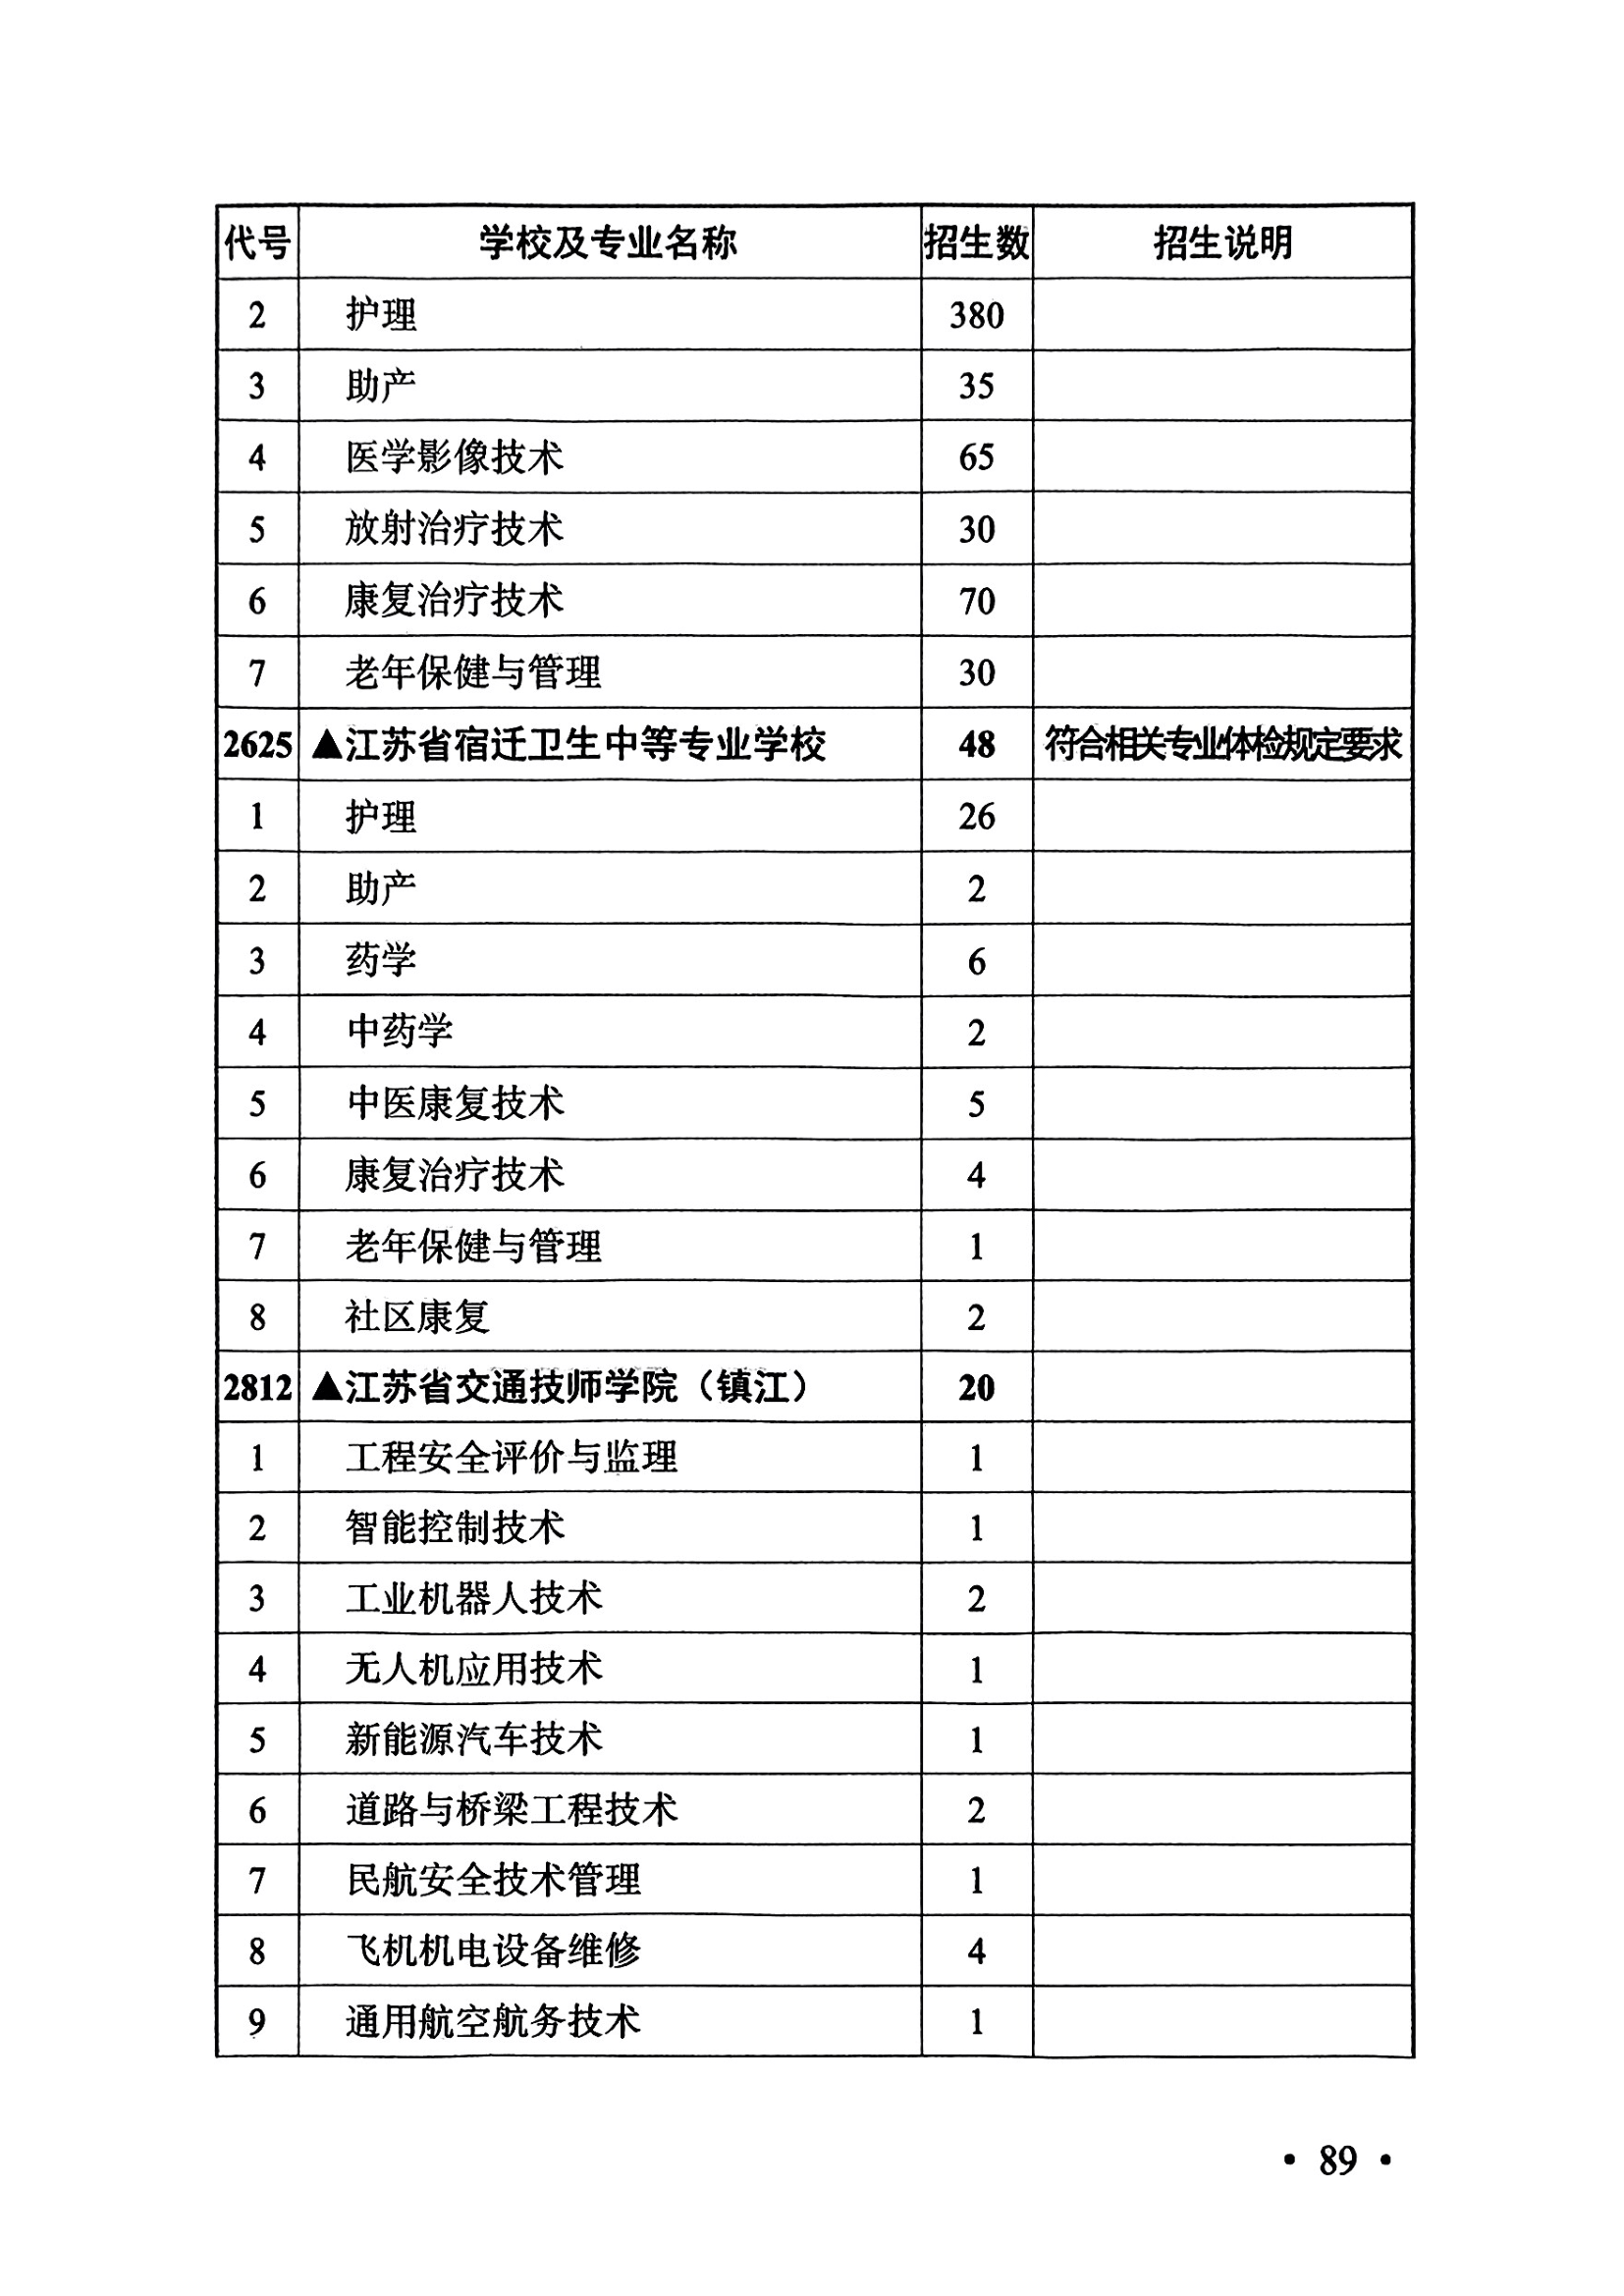 代号 学校及专业名称 招生数 招生说明
2 护理 380
3 助产 35
4 医学影像技术 65
5 放射治疗技术 30
6 康复治疗技术 70
7 老年保健与管理 30
2625 ▲江苏省宿迁卫生中等专业学校 48 符合相关专业体检规定要求
1 护理 26
2 助产 2
3 药学 6
4 中药学 2
5 中医康复技术 5
6 康复治疗技术 4
7 老年保健与管理 1
8 社区康复 2
2812 ▲江苏省交通技师学院（镇江） 20
1 工程安全评价与监理 1
2 智能控制技术 1
3 工业机器人技术 2
4 无人机应用技术 1
5 新能源汽车技术 1
6 道路与桥梁工程技术 2
7 民航安全技术管理 1
8 飞机机电设备维修 4
9 通用航空航务技术 1
• 89 •